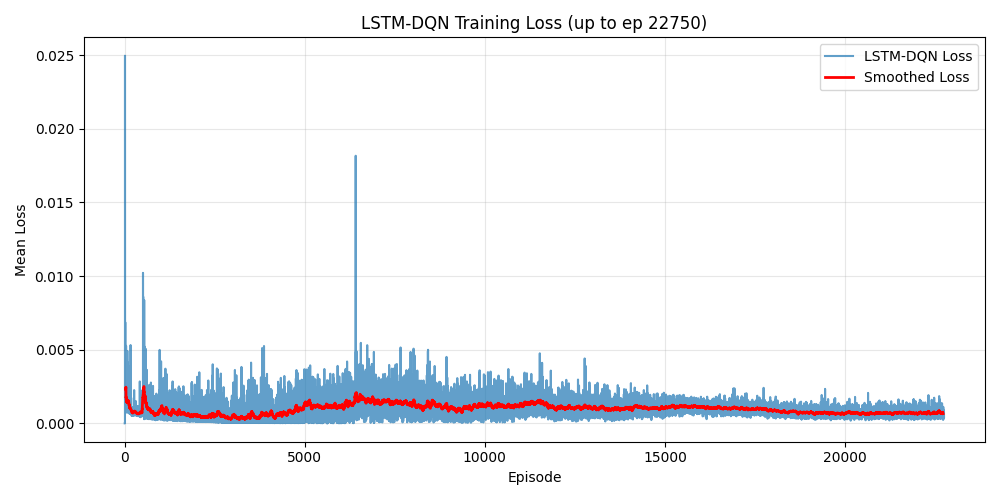 LSTM-DQN Training Loss (up to ep 22750)
LSTM-DQN Loss
Smoothed Loss
Mean Loss
0.025
0.020
0.015
0.010
0.005
0.000
0
5000
10000
15000
20000
Episode